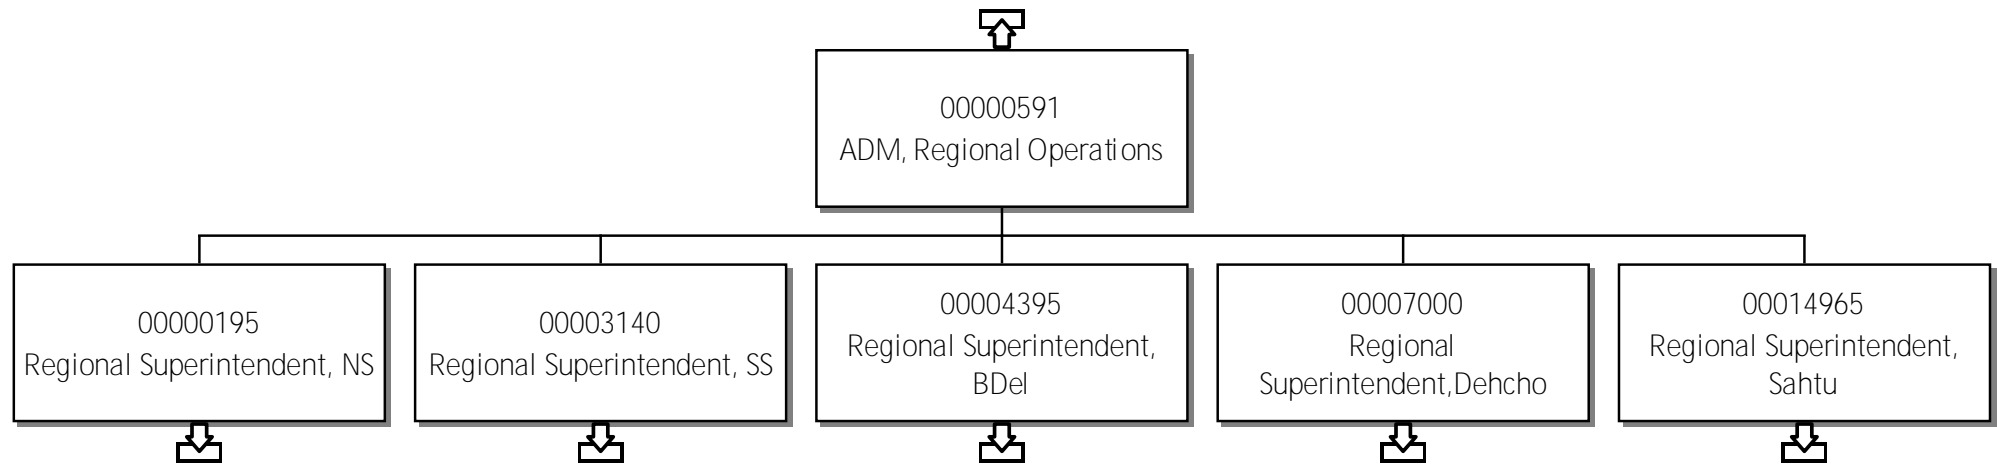 00000591
ADM, Regional Operations
00000195
Regional Superintendent, NS
00003140
Regional Superintendent, SS
00004395
Regional Superintendent,
BDel
00007000
Regional
Superintendent,Dehcho
00014965
Regional Superintendent,
Sahtu